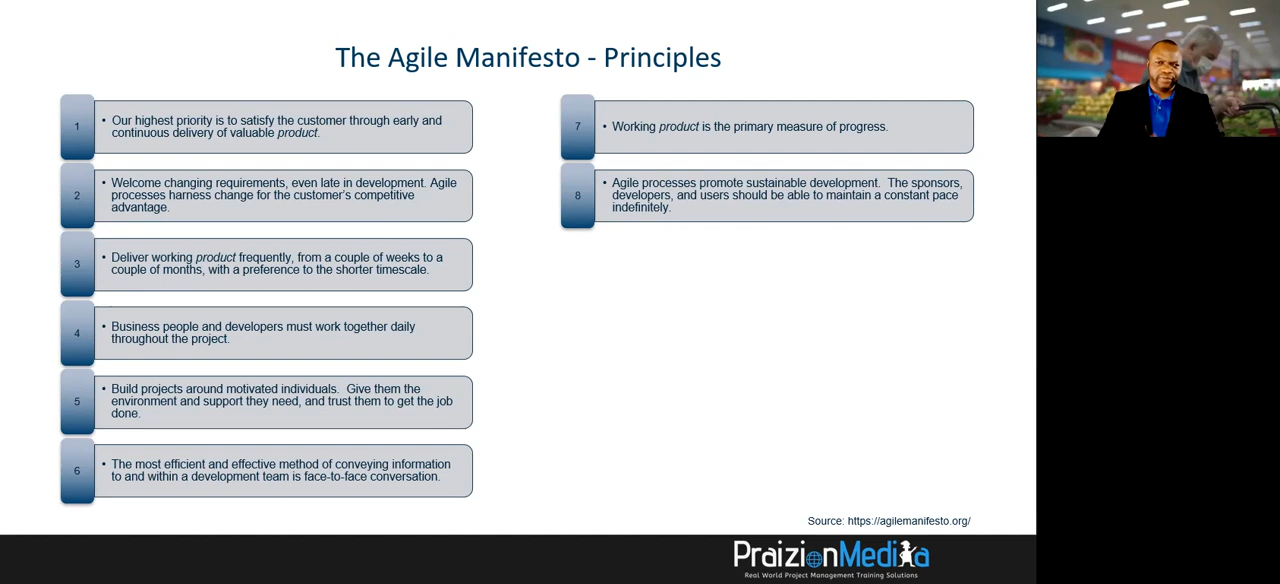 The Agile Manifesto - Principles
1
• Our highest priority is to satisfy the customer through early and
continuous delivery of valuable product.
2
• Welcome changing requirements, even late in development. Agile
processes harness change for the customer's competitive
advantage.
3
• Deliver working product frequently, from a couple of weeks to a
couple of months, with a preference to the shorter timescale.
4
• Business people and developers must work together daily
throughout the project.
5
• Build projects around motivated individuals. Give them the
environment and support they need, and trust them to get the job
done.
6
• The most efficient and effective method of conveying information
to and within a development team is face-to-face conversation.
7
• Working product is the primary measure of progress.
8
• Agile processes promote sustainable development. The sponsors,
developers, and users should be able to maintain a constant pace
indefinitely.
Source: https://agilemanifesto.org/
PraizionMedia
Real World Project Management Training Solutions